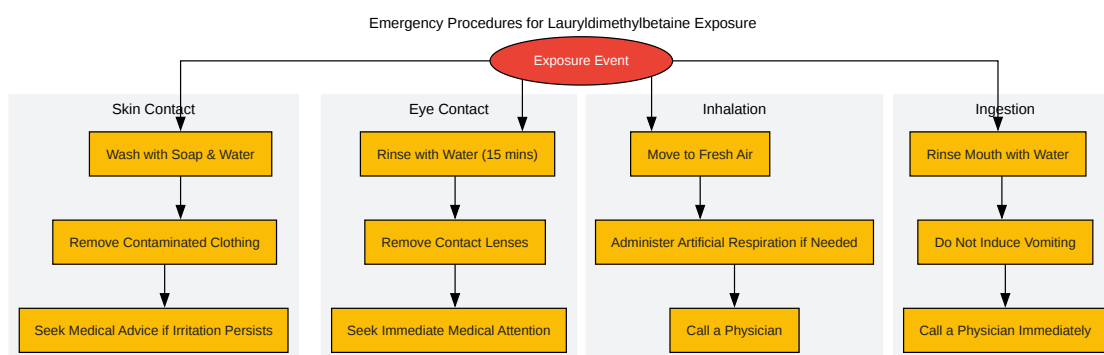 Emergency Procedures for Lauryldimethylbetaine Exposure
Exposure Event
Skin Contact
Wash with Soap & Water
Remove Contaminated Clothing
Seek Medical Advice if Irritation Persists
Eye Contact
Rinse with Water (15 mins)
Remove Contact Lenses
Seek Immediate Medical Attention
Inhalation
Move to Fresh Air
Administer Artificial Respiration if Needed
Call a Physician
Ingestion
Rinse Mouth with Water
Do Not Induce Vomiting
Call a Physician Immediately